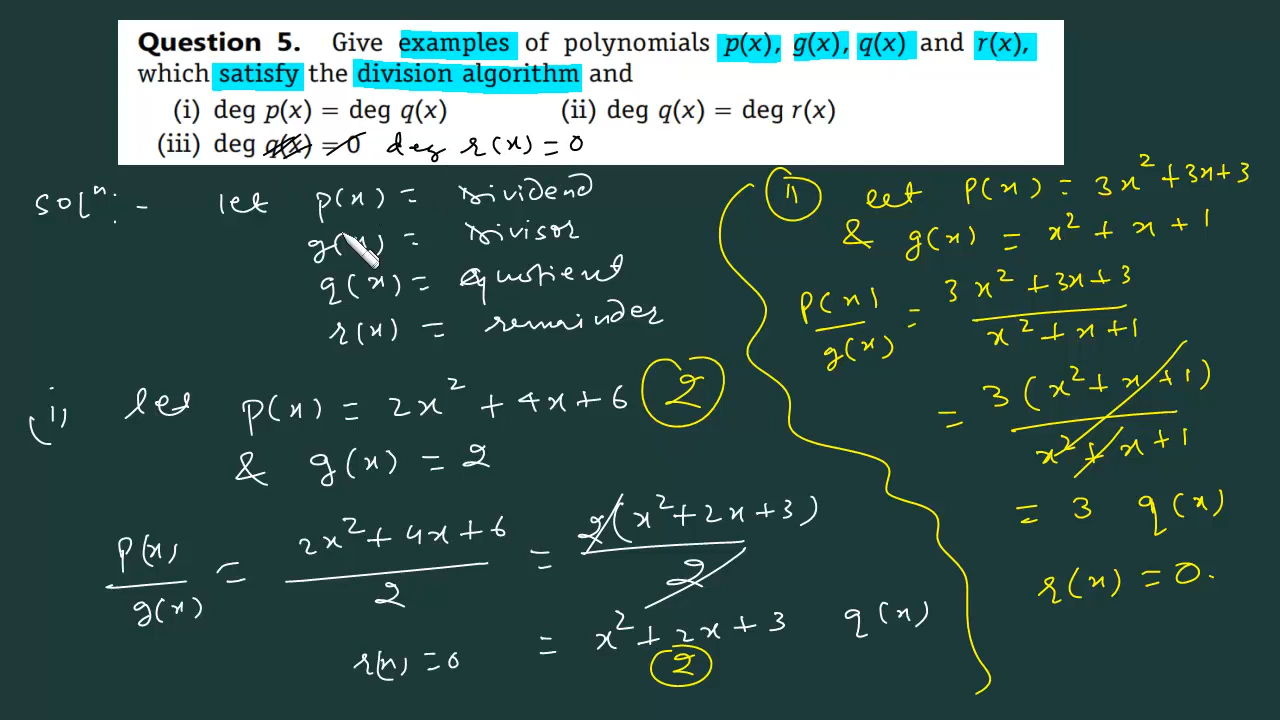 Question 5. Give examples of polynomials p(x), g(x), q(x) and r(x),
which satisfy the division algorithm and
(i) deg p(x) = deg q(x) (ii) deg q(x) = deg r(x)
(iii) deg q(x) = 0 deg r(x) = 0
Solⁿ: - let p(x) = Dividend
g(x) = Divisor
q(x) = quotient
r(x) = remainder
(i) let p(x) = 2x² + 4x + 6 2
& g(x) = 2
p(x)/g(x) = 2x² + 4x + 6/2 = 2(x² + 2x + 3)/2
= x² + 2x + 3 q(x)
r(x) = 0 2
ii let p(x) = 3x² + 3x + 3
& g(x) = x² + x + 1
p(x)/g(x) = 3x² + 3x + 3/x² + x + 1
= 3(x² + x + 1)/x² + x + 1
= 3 q(x)
r(x) = 0.